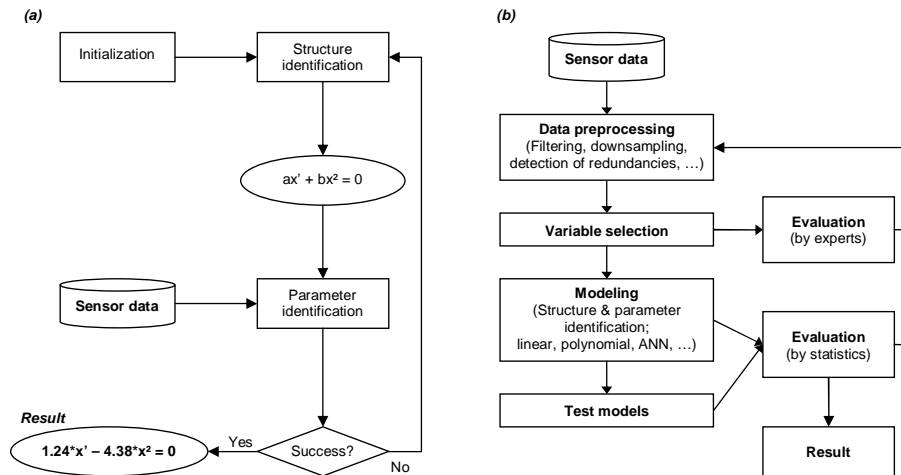 (a)
Initialization
Structure
identification
ax' + bx² = 0
Sensor data
Parameter
identification
Result
1.24*x' – 4.38*x² = 0
Yes
Success?
No
(b)
Sensor data
Data preprocessing
(Filtering, downsampling,
detection of redundancies, …)
Variable selection
Evaluation
(by experts)
Modeling
(Structure & parameter
identification;
linear, polynomial, ANN, …)
Evaluation
(by statistics)
Test models
Result